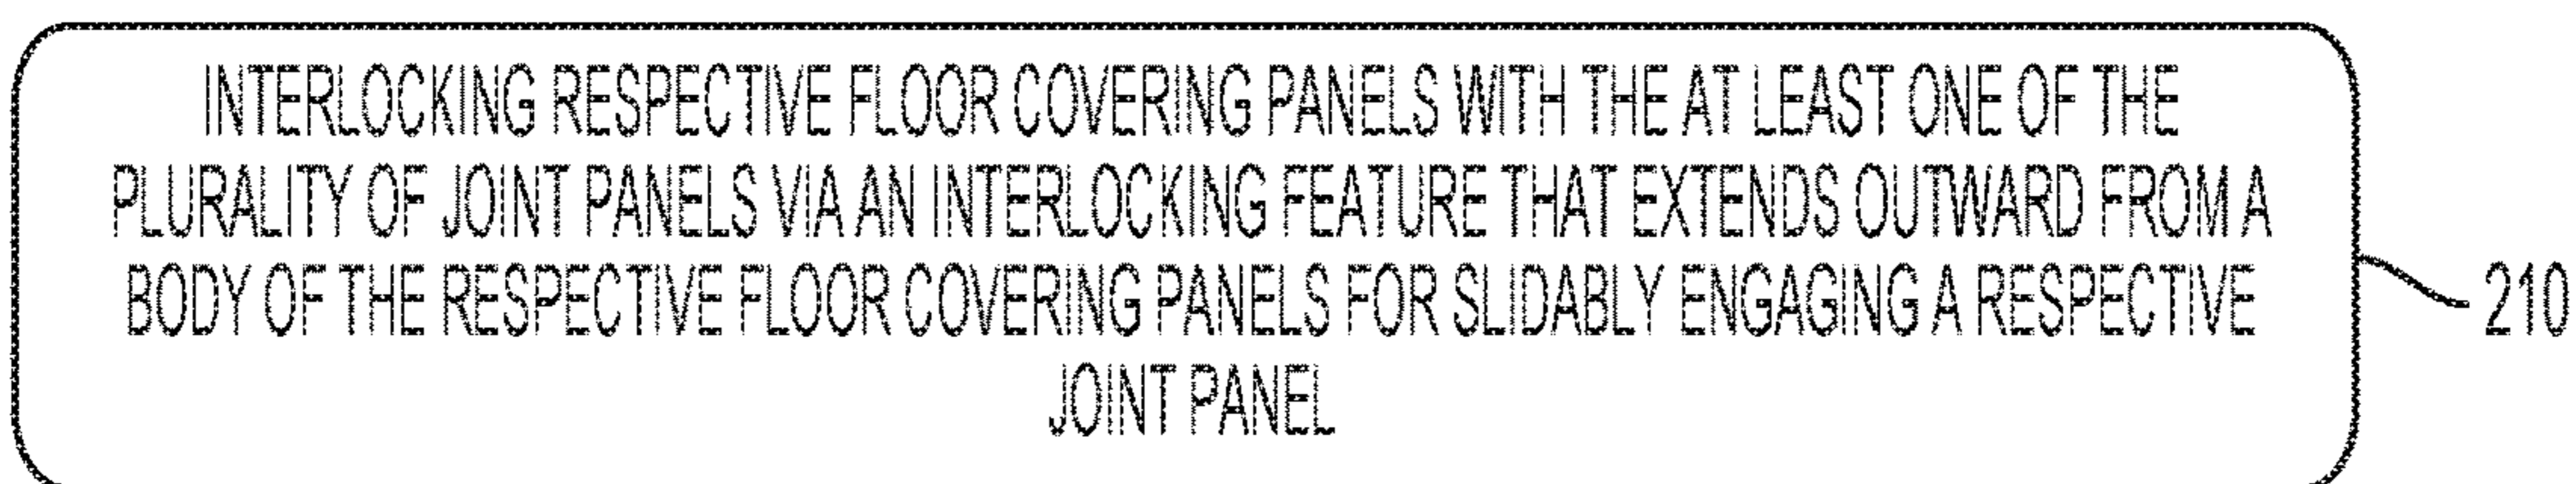 INTERLOCKING RESPECTIVE FLOOR COVERING PANELS WITH THE AT LEAST ONE OF THE
PLURALITY OF JOINT PANELS VIA AN INTERLOCKING FEATURE THAT EXTENDS OUTWARD FROM A
BODY OF THE RESPECTIVE FLOOR COVERING PANELS FOR SLIDABLY ENGAGING A RESPECTIVE
JOINT PANEL
210